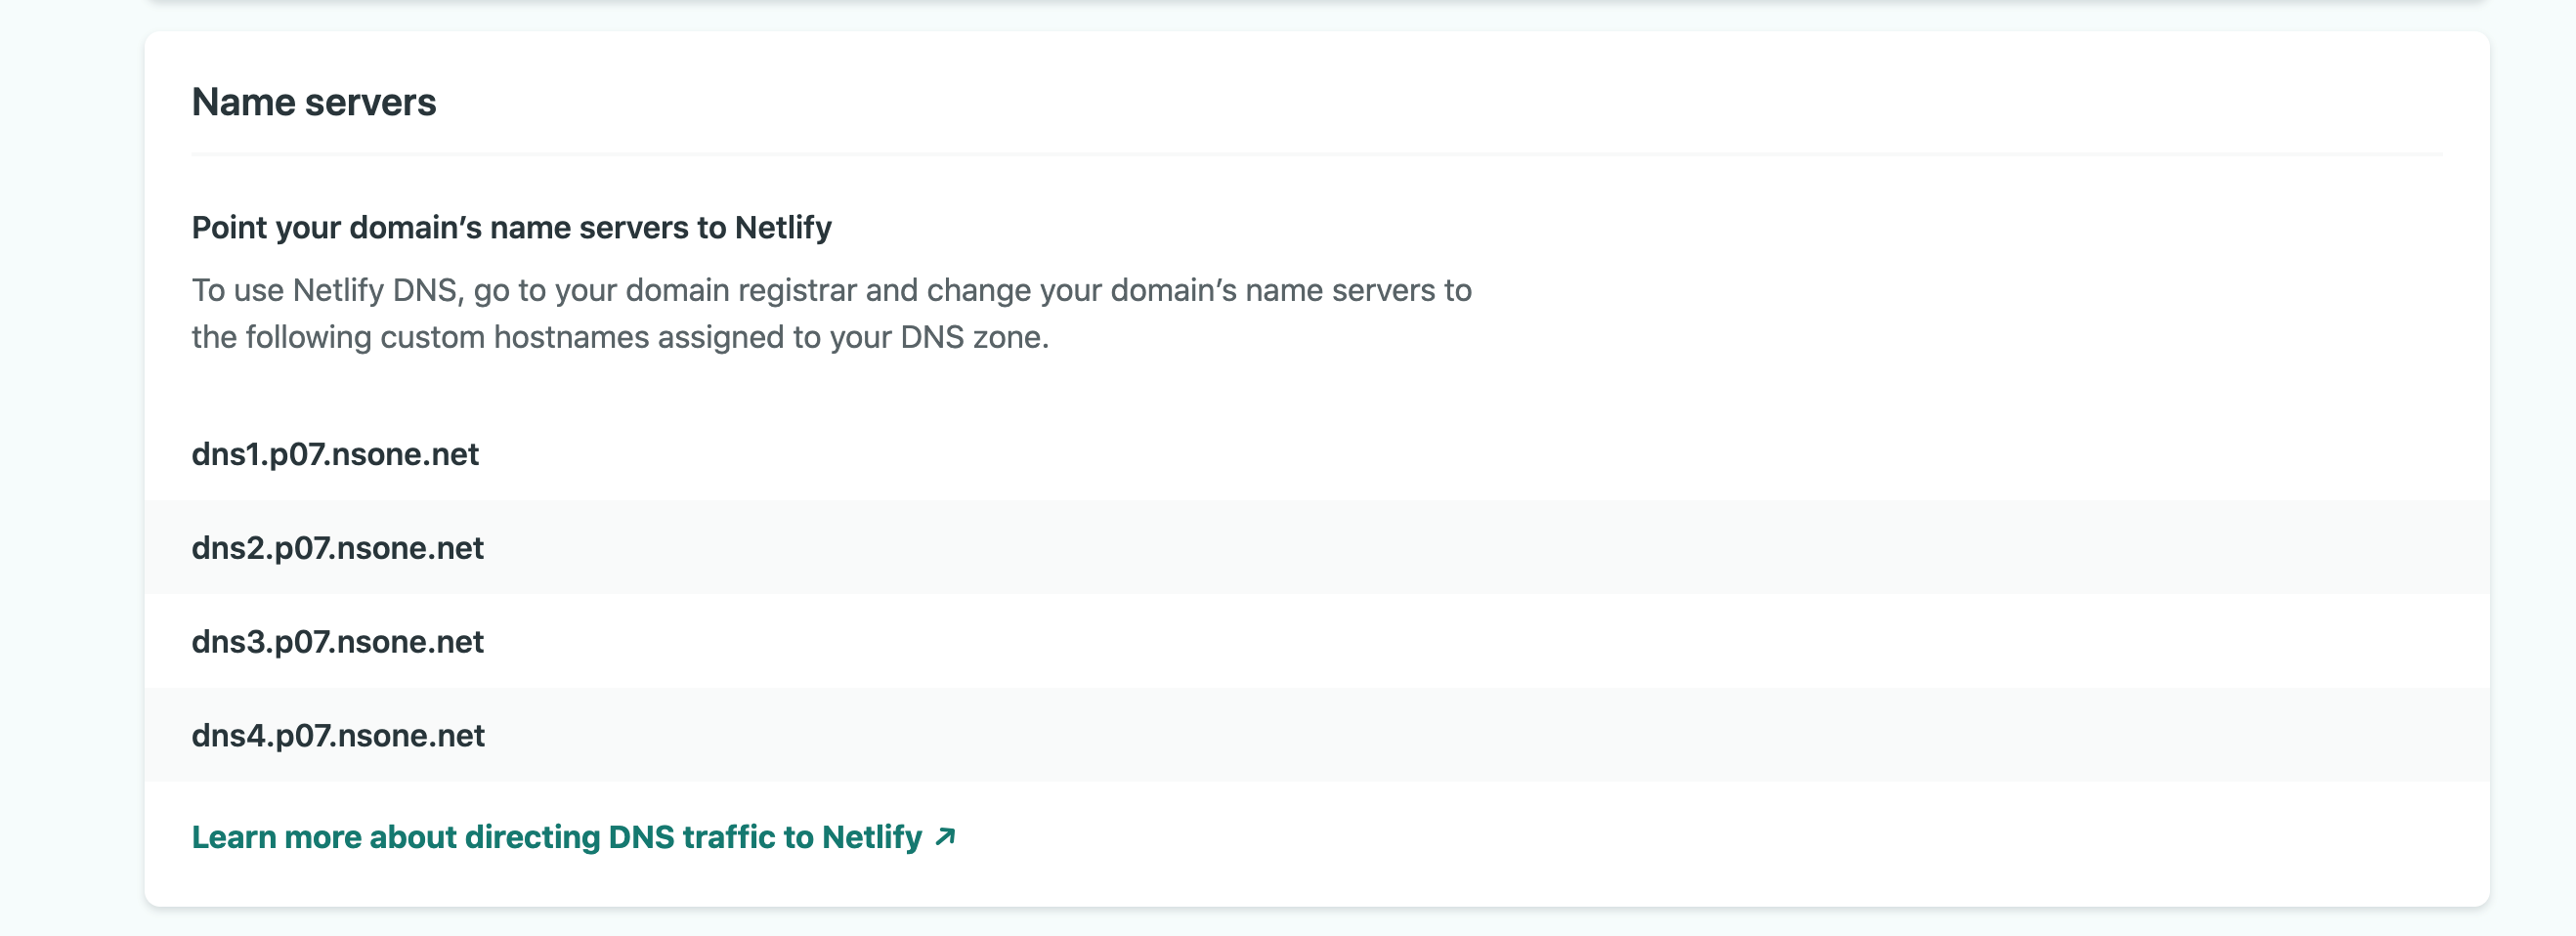 Name servers
Point your domain’s name servers to Netlify
To use Netlify DNS, go to your domain registrar and change your domain’s name servers to
the following custom hostnames assigned to your DNS zone.
dns1.p07.nsone.net
dns2.p07.nsone.net
dns3.p07.nsone.net
dns4.p07.nsone.net
Learn more about directing DNS traffic to Netlify ↗